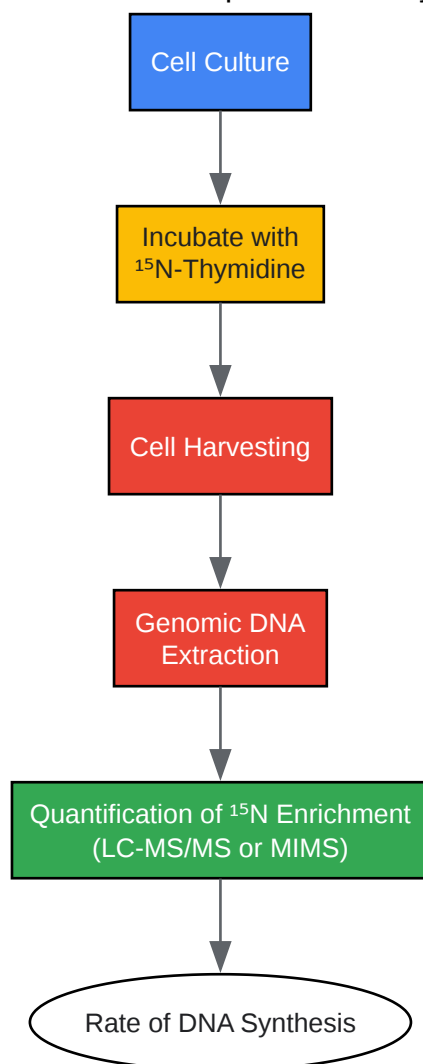 Cell Culture
Incubate with
¹⁵N-Thymidine
Cell Harvesting
Genomic DNA
Extraction
Quantification of ¹⁵N Enrichment
(LC-MS/MS or MIMS)
Rate of DNA Synthesis